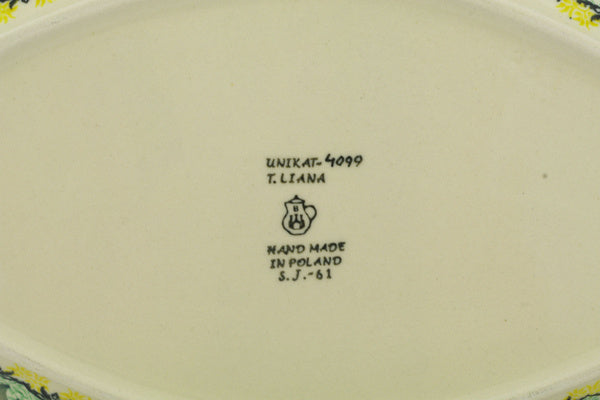 UNIKAT-4099
T.LIANA
B
HAND MADE
IN POLAND
S.J.-61